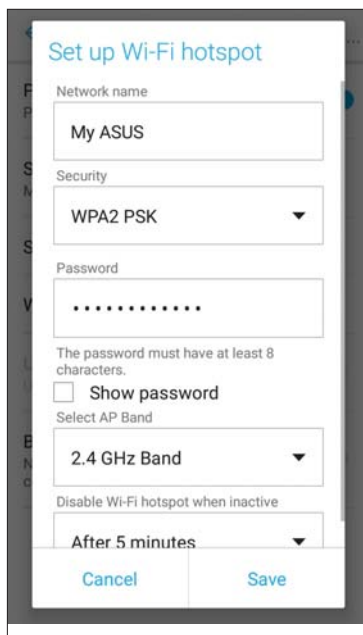 Set up Wi-Fi hotspot
Network name
My ASUS
Security
WPA2 PSK
Password
••••••••••••
The password must have at least 8
characters.
Show password
Select AP Band
2.4 GHz Band
Disable Wi-Fi hotspot when inactive
After 5 minutes
Cancel
Save